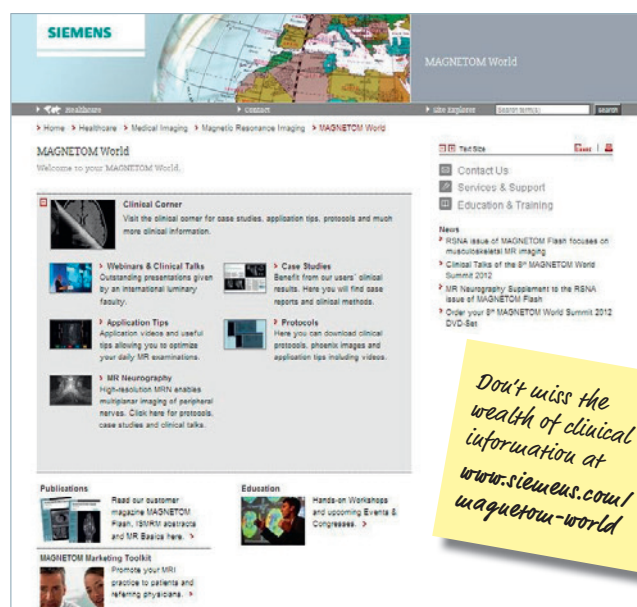 SIEMENS
MAGNETOM World
Healthcare
Contact
Site Explorer
Search term(s)
search
Home Healthcare Medical Imaging Magnetic Resonance Imaging MAGNETOM World
MAGNETOM World
Welcome to your MAGNETOM World.
Clinical Corner
Visit the clinical corner for case studies, application tips, protocols and much
more clinical information.
Webinars & Clinical Talks
Outstanding presentations given
by an international luminary
faculty.
Case Studies
Benefit from our users' clinical
results. Here you will find case
reports and clinical methods.
Application Tips
Application videos and useful
tips allowing you to optimize
your daily MR examinations.
Protocols
Here you can download clinical
protocols, phoenix images and
application tips including videos.
MR Neurography
High-resolution MRN enables
multiplanar imaging of peripheral
nerves. Click here for protocols,
case studies and clinical talks.
Publications
Read our customer
magazine MAGNETOM
Flash, ISMRM abstracts
and MR Basics here.
Education
Hands-on Workshops
and upcoming Events &
Congresses.
MAGNETOM Marketing Toolkit
Promote your MRI
practice to patients and
referring physicians.
Text Size
Contact Us
Services & Support
Education & Training
News
RSNA issue of MAGNETOM Flash focuses on
musculoskeletal MR imaging
Clinical Talks of the 8th MAGNETOM World
Summit 2012
MR Neurography Supplement to the RSNA
issue of MAGNETOM Flash
Order your 8th MAGNETOM World Summit 2012
DVD-Set
Don't miss the
wealth of clinical
information at
www.siemens.com/
magnetom-world